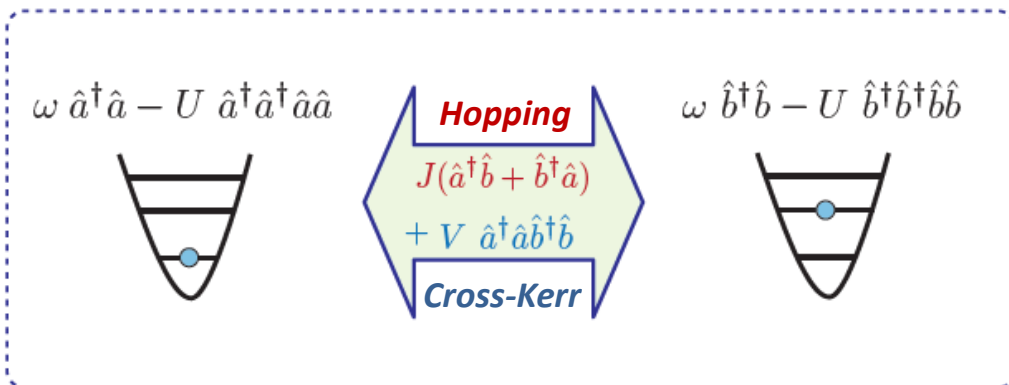 ω â†â − U â†â†ââ
Hopping
J(â†b̂ + b̂†â)
+ V â†âb̂†b̂
Cross-Kerr
ω b̂†b̂ − U b̂†b̂†b̂b̂